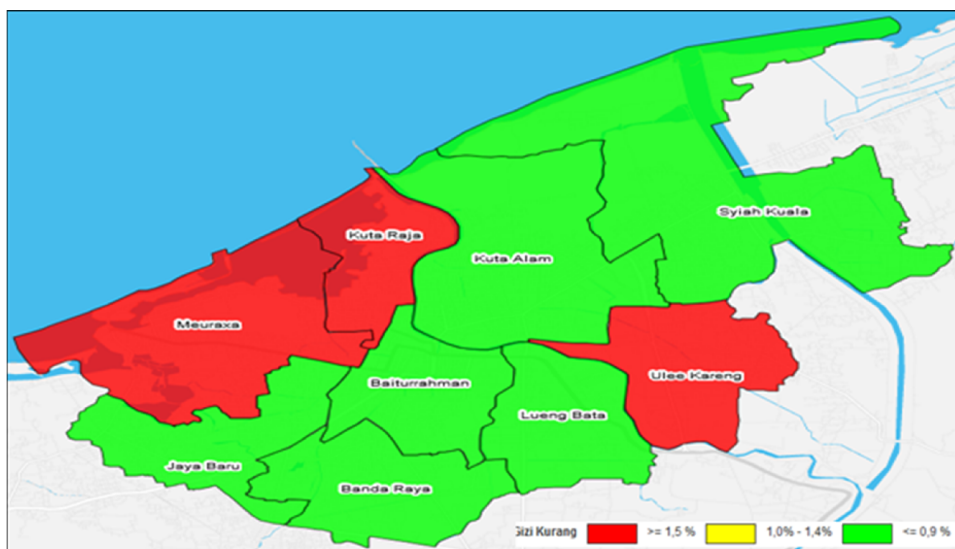 Syiah Kuala
Kuta Raja
Kuta Alam
Meuraxa
Ulee Kareng
Baiturrahman
Lueng Bata
Jaya Baru
Banda Raya
Gizi Kurang >= 1,5 % 1,0% - 1,4% <= 0,9 %